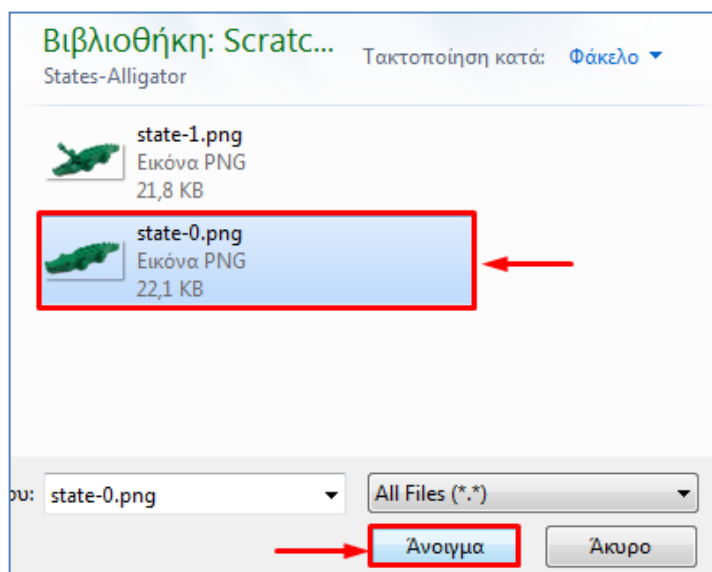 Βιβλιοθήκη: Scratc...
Τακτοποίηση κατά: Φάκελο
States-Alligator
state-1.png
Εικόνα PNG
21,8 KB
state-0.png
Εικόνα PNG
22,1 KB
ου: state-0.png
All Files (*.*)
Άνοιγμα
Άκυρο